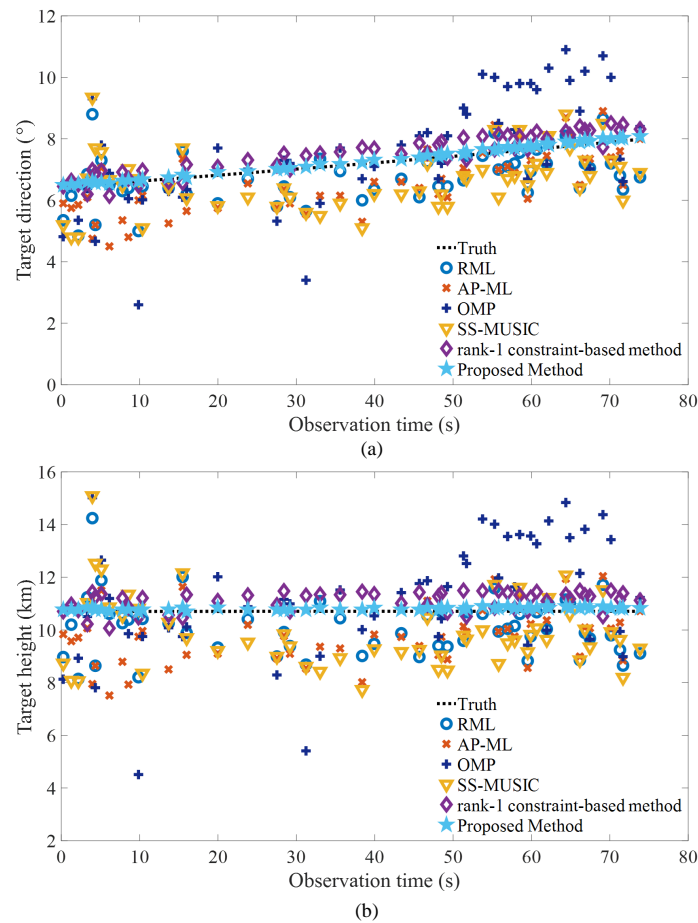 12
10
8
6
4
2
0
Target direction (°)
Truth
RML
AP-ML
OMP
SS-MUSIC
rank-1 constraint-based method
Proposed Method
0 10 20 30 40 50 60 70 80
Observation time (s)
(a)
16
14
12
10
8
6
4
2
Target height (km)
Truth
RML
AP-ML
OMP
SS-MUSIC
rank-1 constraint-based method
Proposed Method
0 10 20 30 40 50 60 70 80
Observation time (s)
(b)